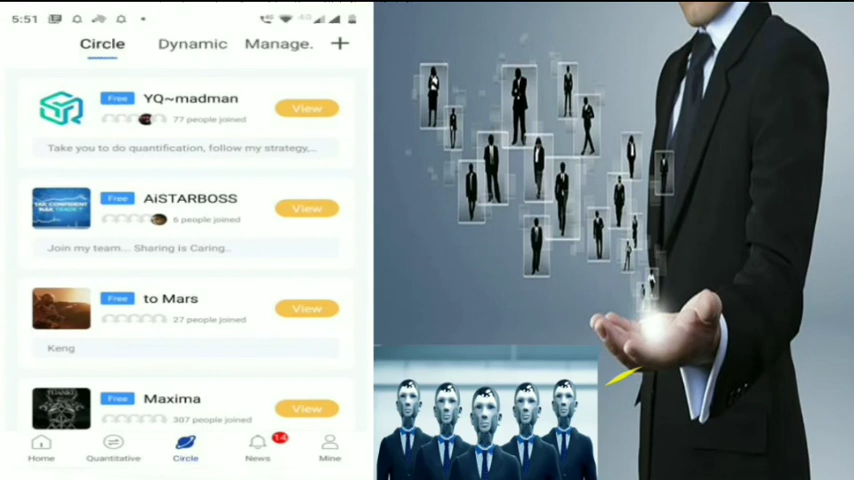 5:51
4G
Circle Dynamic Manage. +
Free YQ~madman
View
77 people joined
Take you to do quantification, follow my strategy,...
Free AiSTARBOSS
View
6 people joined
Join my team... Sharing is Caring..
Free to Mars
View
27 people joined
Keng
Free Maxima
View
307 people joined
14
Home Quantitative Circle News Mine